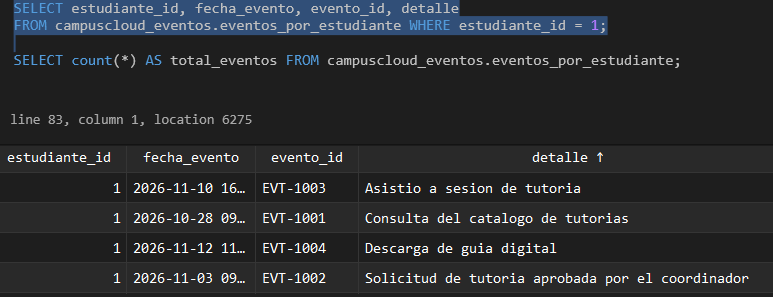 SELECT estudiante_id, fecha_evento, evento_id, detalle
FROM campuscloud_eventos.eventos_por_estudiante WHERE estudiante_id = 1;
SELECT count(*) AS total_eventos FROM campuscloud_eventos.eventos_por_estudiante;
line 83, column 1, location 6275
estudiante_id fecha_evento evento_id detalle ↑
1 2026-11-10 16… EVT-1003 Asistio a sesion de tutoria
1 2026-10-28 09… EVT-1001 Consulta del catalogo de tutorias
1 2026-11-12 11… EVT-1004 Descarga de guia digital
1 2026-11-03 09… EVT-1002 Solicitud de tutoria aprobada por el coordinador